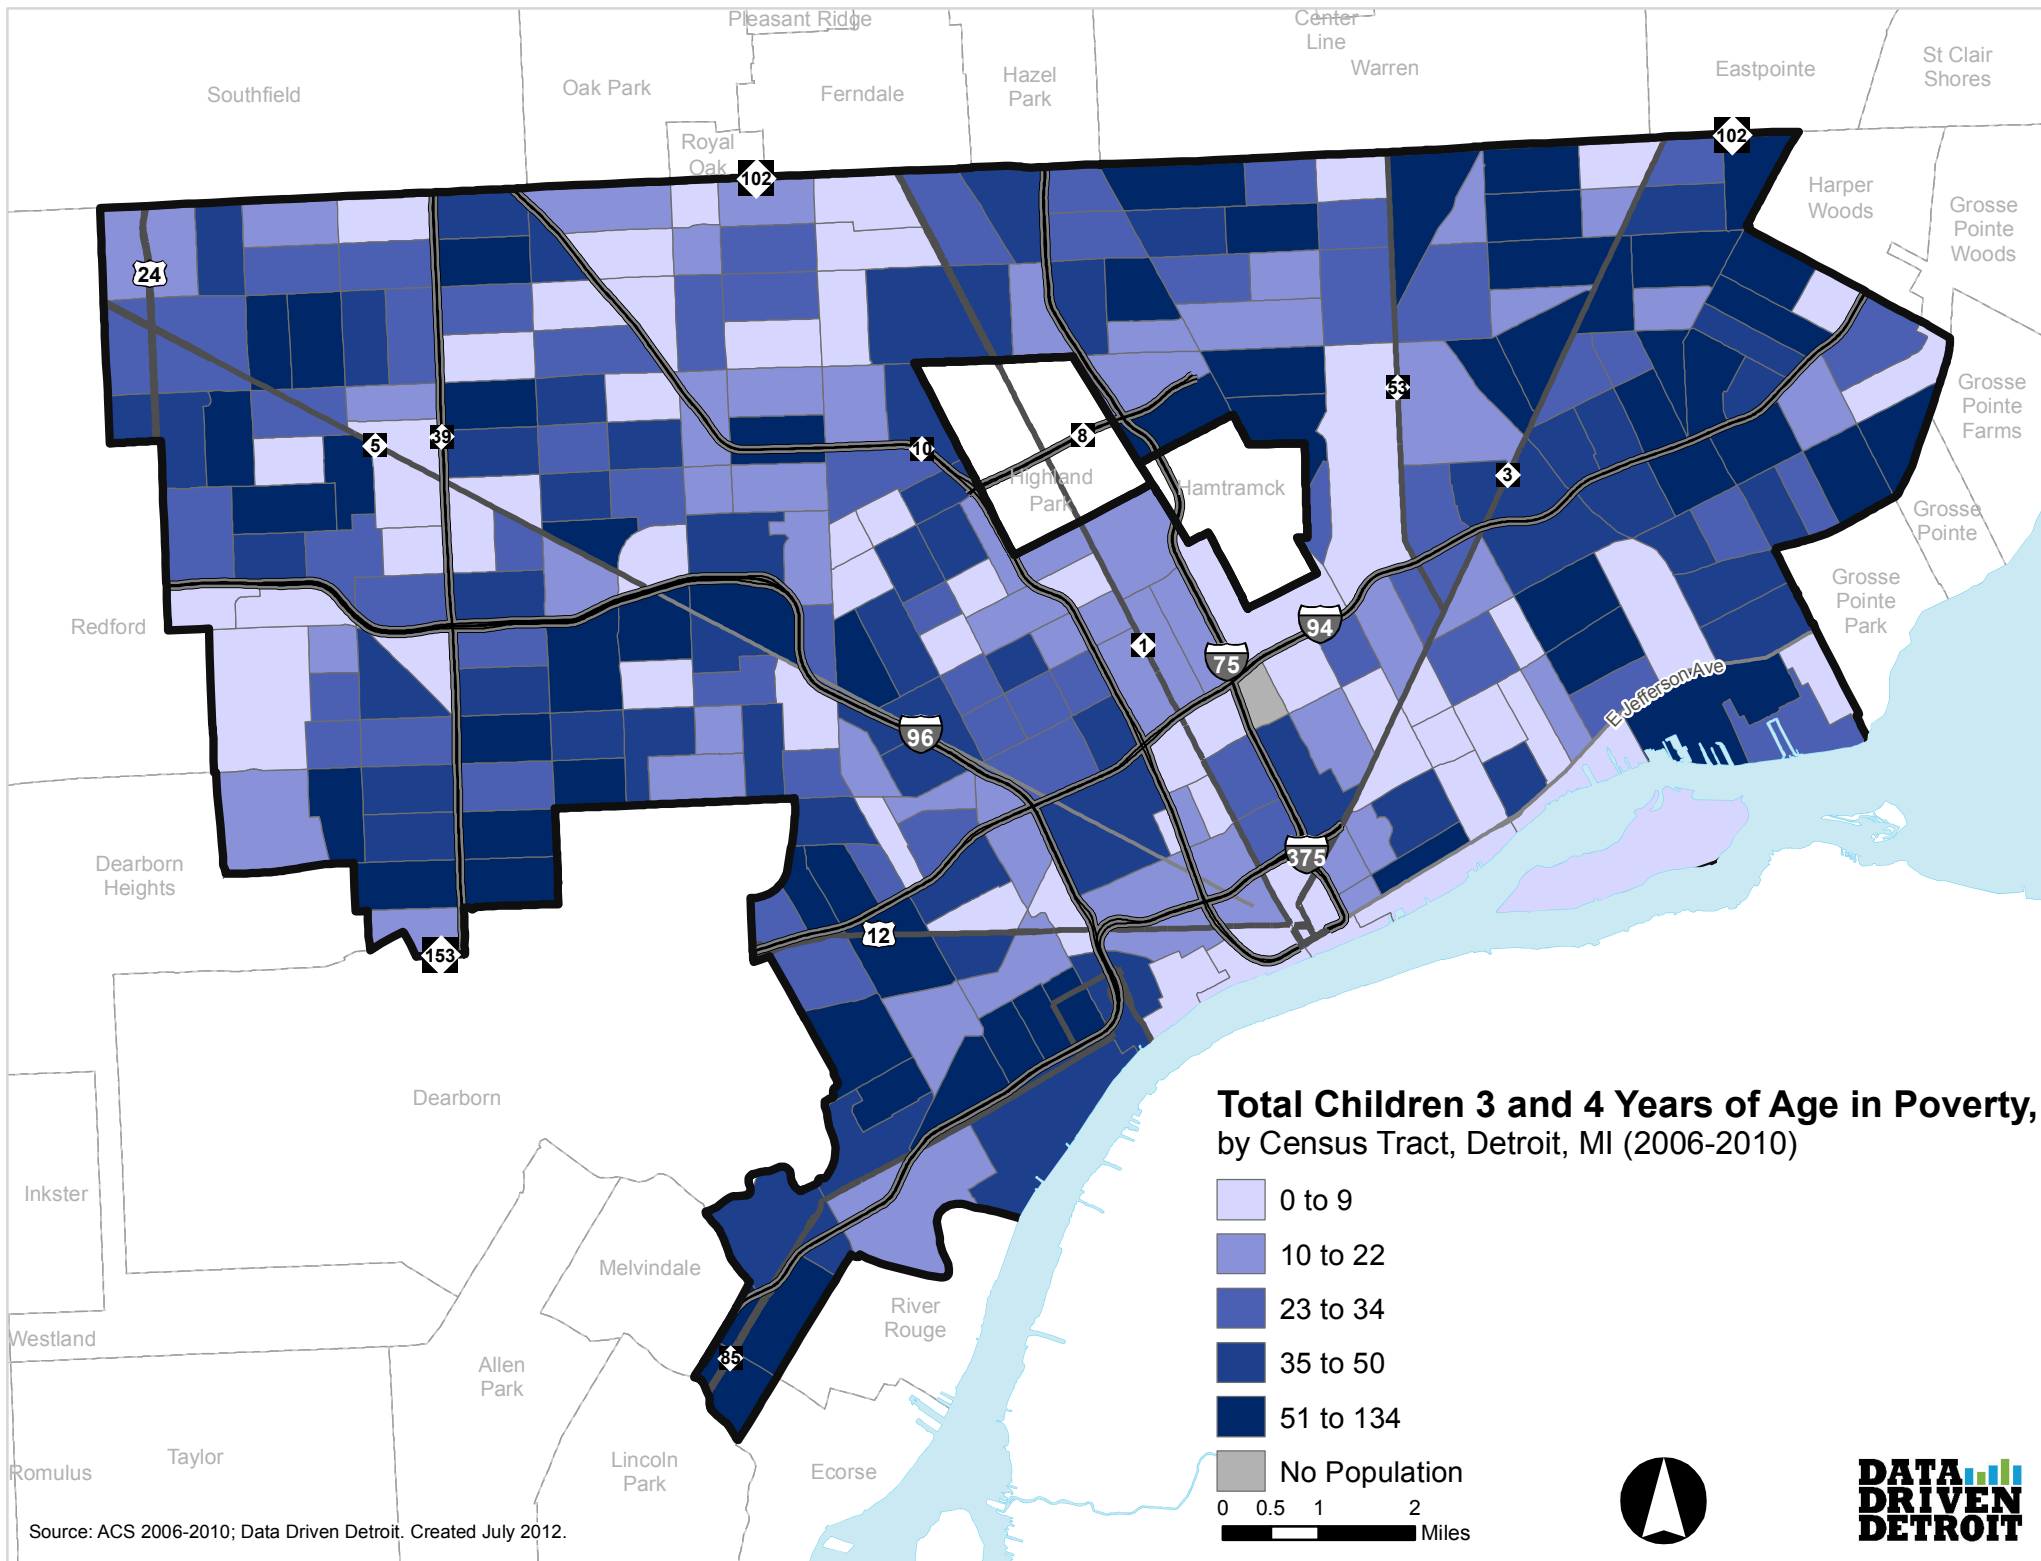 Pleasant Ridge
Center
Line
Southfield
Oak Park
Ferndale
Hazel
Park
Warren
Eastpointe
St Clair
Shores
Royal
Oak
102
102
Harper
Woods
Grosse
Pointe
Woods
24
Grosse
Pointe
Farms
53
5
39
10
8
3
Highland
Park
Hamtramck
Grosse
Pointe
Grosse
Pointe
Park
Redford
94
1
75
E Jefferson Ave
96
375
Dearborn
Heights
12
153
Dearborn
Inkster
Melvindale
River
Rouge
Westland
Allen
Park
85
Taylor
Romulus
Lincoln
Park
Ecorse
Total Children 3 and 4 Years of Age in Poverty,
by Census Tract, Detroit, MI (2006-2010)
0 to 9
10 to 22
23 to 34
35 to 50
51 to 134
No Population
0 0.5 1 2
Miles
DATA
DRIVEN
DETROIT
Source: ACS 2006-2010; Data Driven Detroit. Created July 2012.